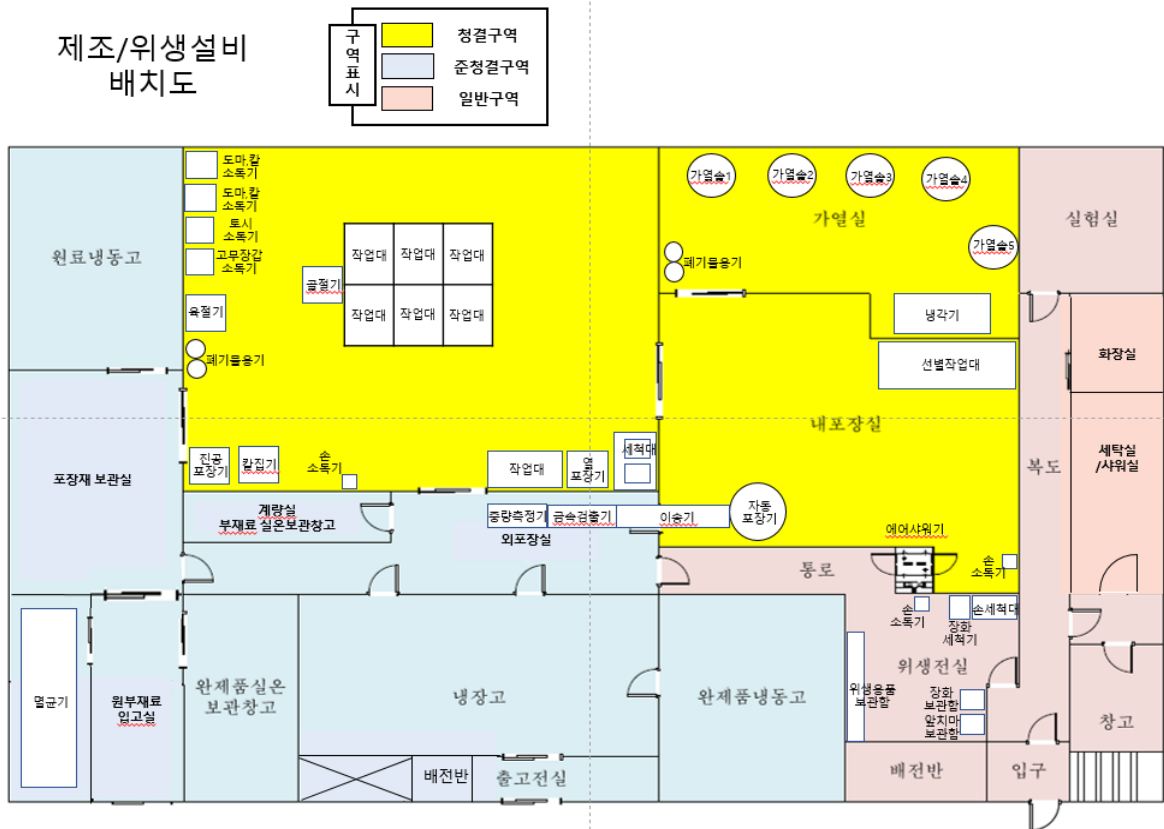 제조/위생설비
배치도
구
역
표
시
청결구역
준청결구역
일반구역
도마,칼
소독기
도마,칼
소독기
토시
소독기
고무장갑
소독기
육절기
폐기물용기
골절기
작업대
작업대
작업대
작업대
작업대
작업대
진공
포장기
칼집기
손
소독기
작업대
열
포장기
세척대
가열솥1
가열솥2
가열솥3
가열솥4
가열솥5
가열실
폐기물용기
냉각기
선별작업대
내포장실
자동
포장기
에어샤워기
손
소독기
실험실
화장실
세탁실
/샤워실
복도
원료냉동고
포장재 보관실
계량실
부재료 실온보관창고
중량측정기
금속검출기
이송기
외포장실
통로
손
소독기
장화
세척기
손세척대
위생전실
위생용품
보관함
장화
보관함
앞치마
보관함
멸균기
원부재료
입고실
완제품실온
보관창고
냉장고
완제품냉동고
창고
배전반
출고전실
배전반
입구